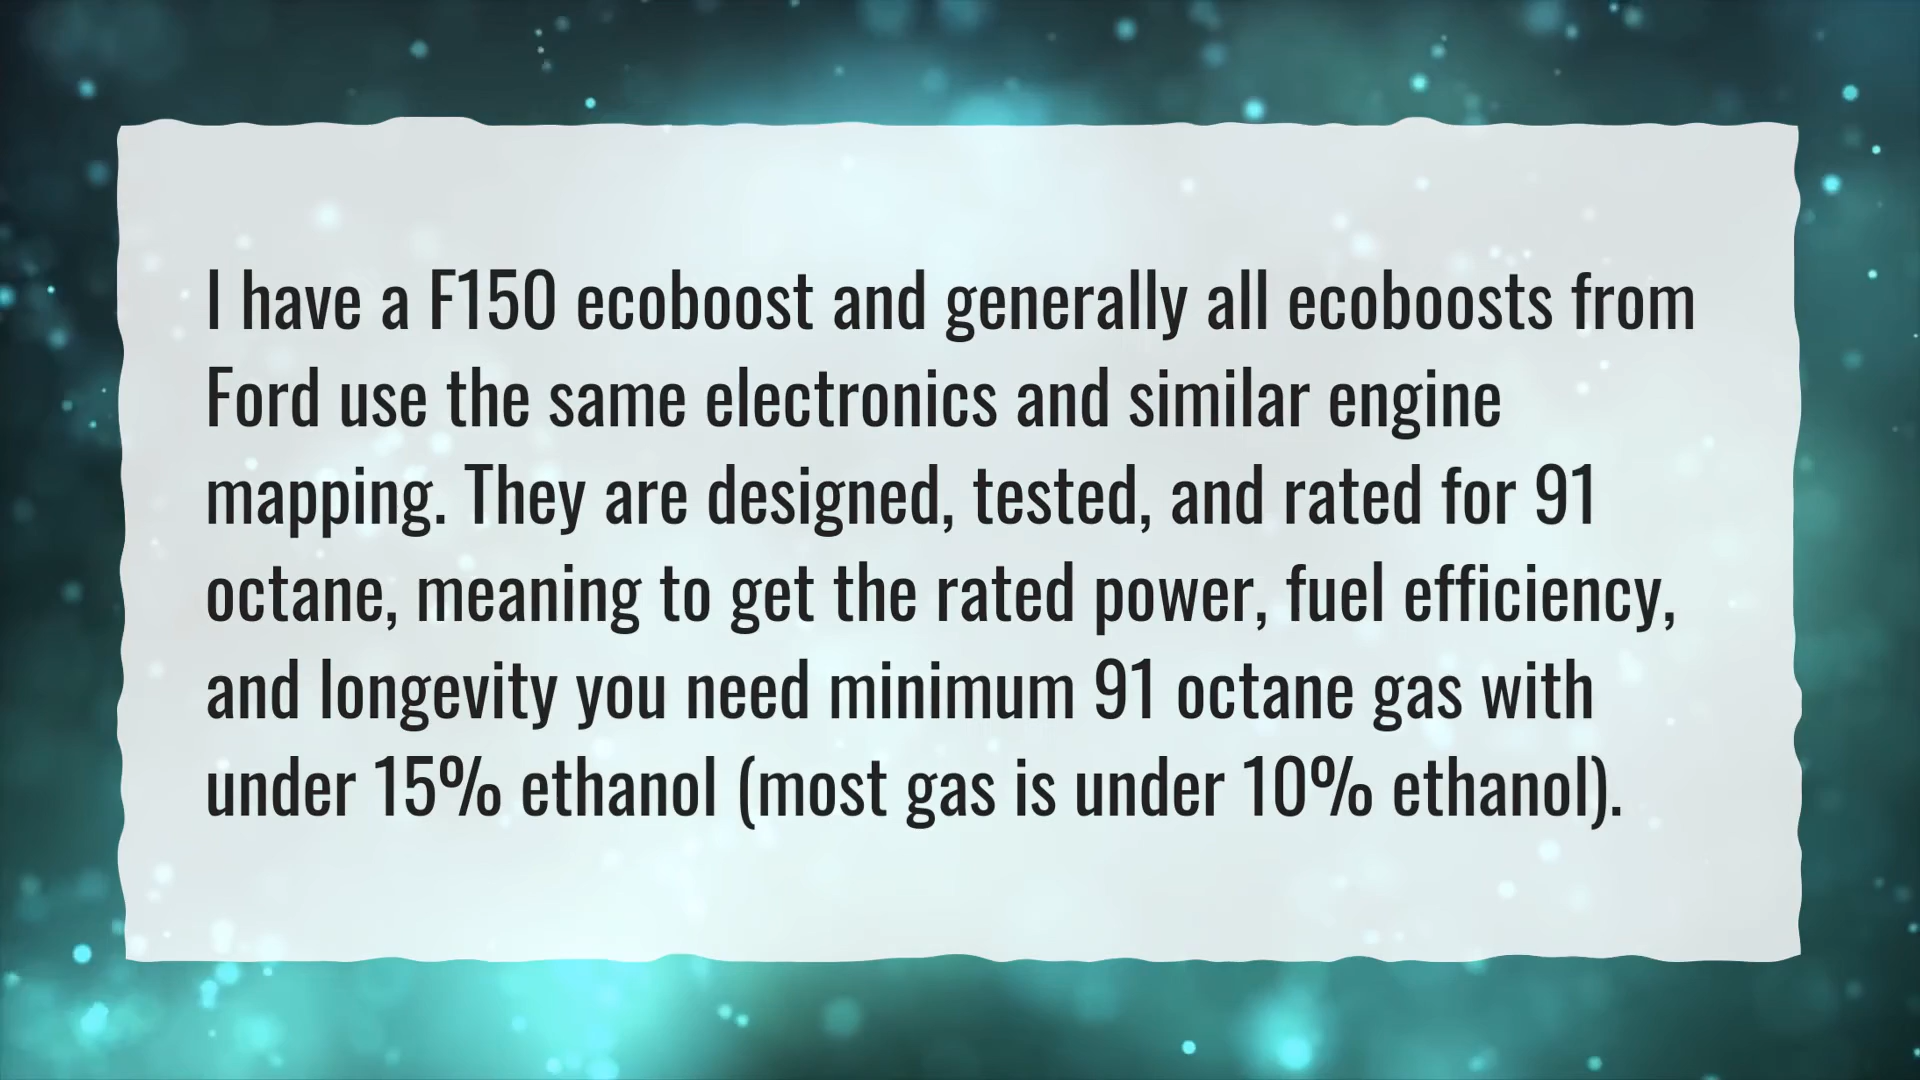 I have a F150 ecoboost and generally all ecoboosts from
Ford use the same electronics and similar engine
mapping. They are designed, tested, and rated for 91
octane, meaning to get the rated power, fuel efficiency,
and longevity you need minimum 91 octane gas with
under 15% ethanol (most gas is under 10% ethanol).